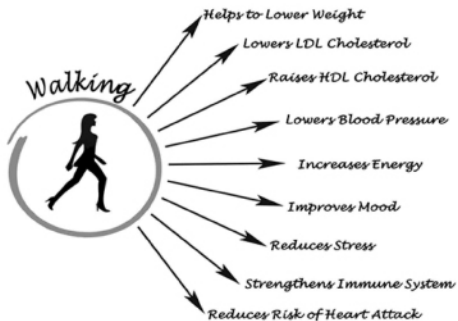 Helps to Lower Weight
Lowers LDL Cholesterol
Walking
Raises HDL Cholesterol
Lowers Blood Pressure
Increases Energy
Improves Mood
Reduces Stress
Strengthens Immune System
Reduces Risk of Heart Attack